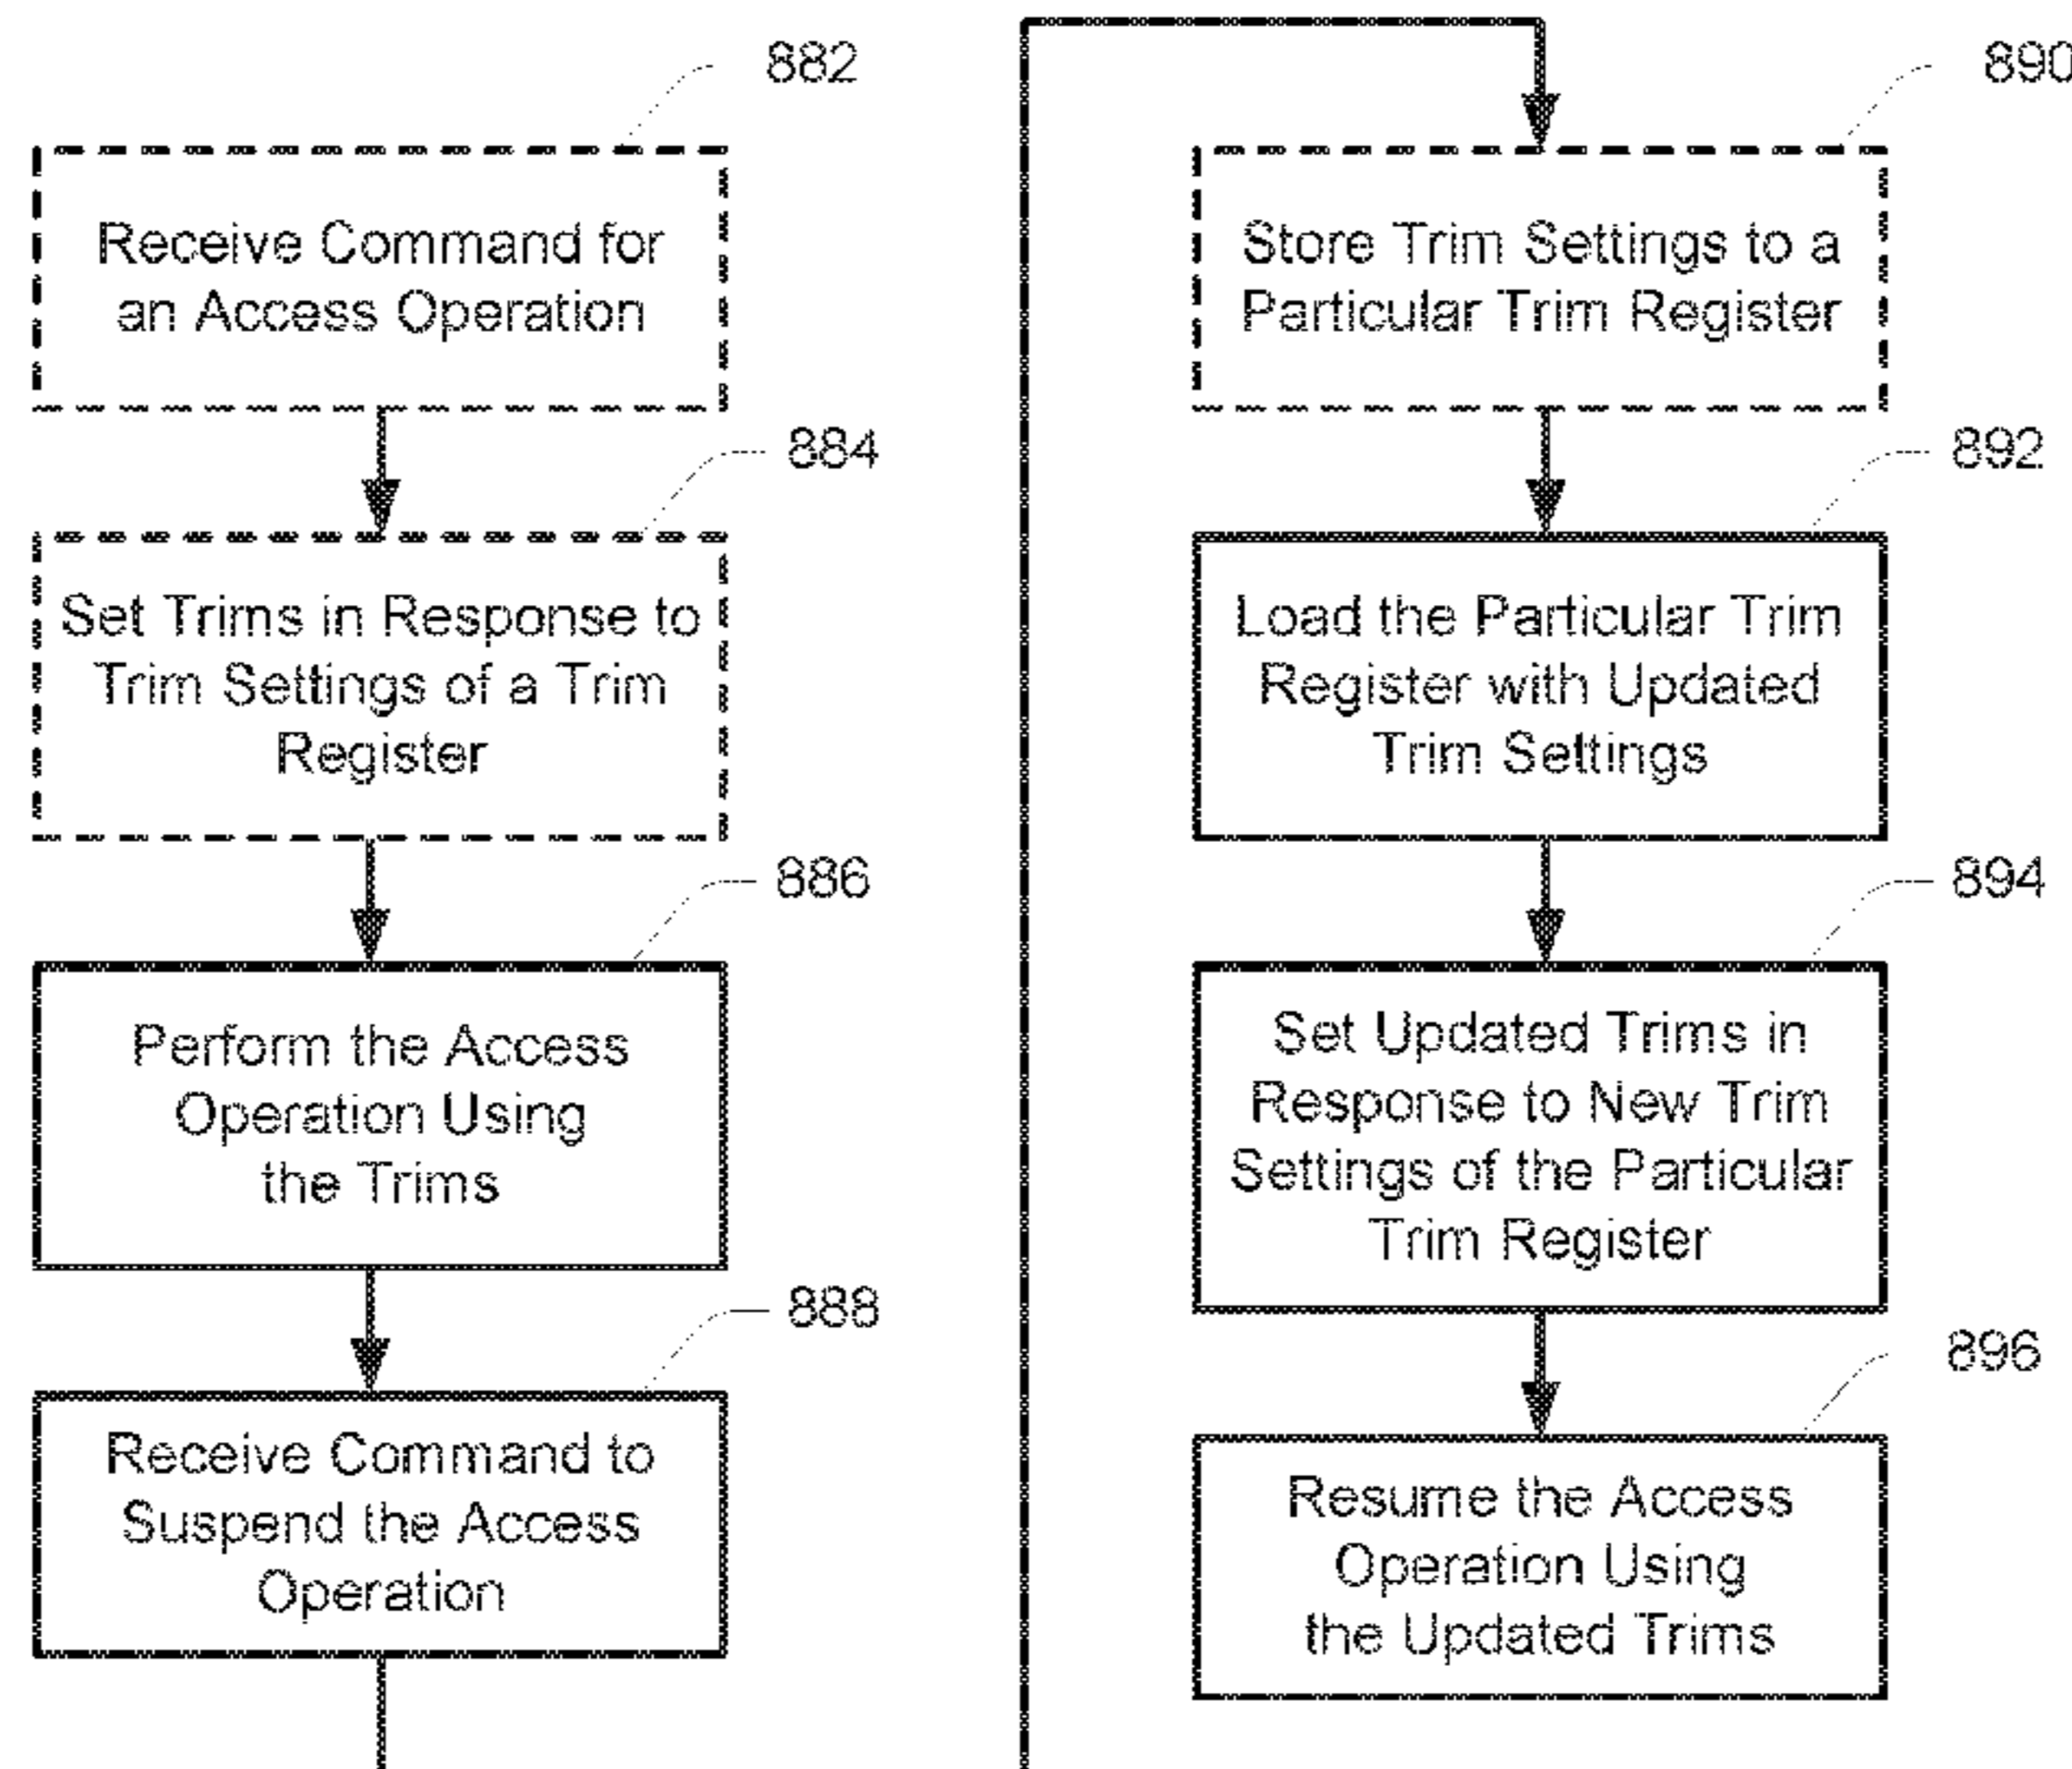 882
Receive Command for
an Access Operation
884
Set Trims in Response to
Trim Settings of a Trim
Register
886
Perform the Access
Operation Using
the Trims
888
Receive Command to
Suspend the Access
Operation
890
Store Trim Settings to a
Particular Trim Register
892
Load the Particular Trim
Register with Updated
Trim Settings
894
Set Updated Trims in
Response to New Trim
Settings of the Particular
Trim Register
896
Resume the Access
Operation Using
the Updated Trims